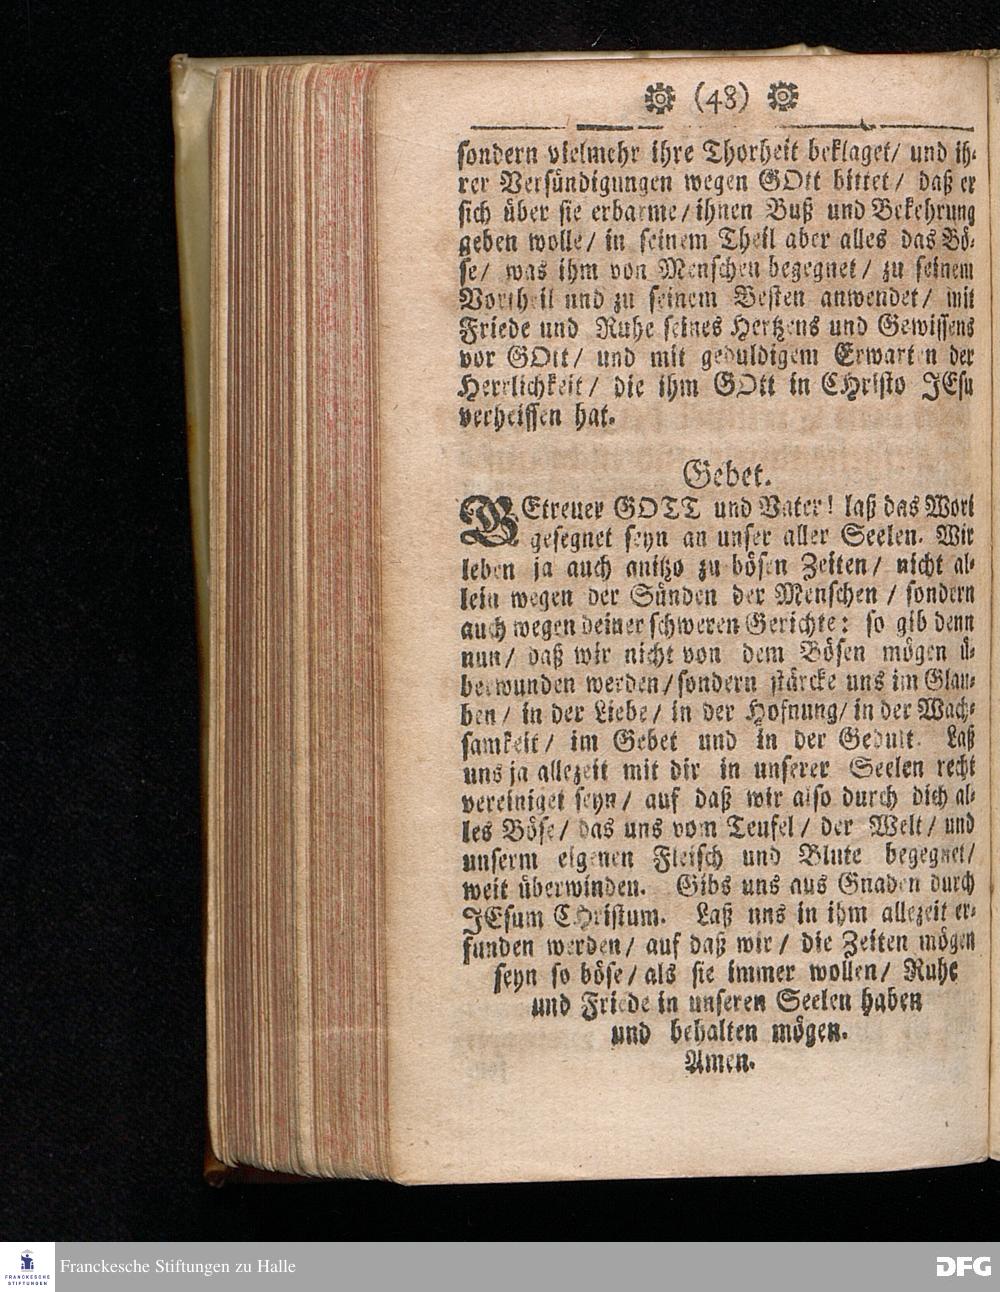 (48)
sondern vielmehr ihre Thorheit beklaget/ und ih-
rer Versündigungen wegen GOtt bittet/ daß er
sich über sie erbarme/ ihnen Buß und Bekehrung
geben wolle/ in seinem Theil aber alles das Bö-
se/ was ihm von Menschen begegnet/ zu seinem
Vortheil und zu seinem Besten anwendet/ mit
Friede und Ruhe seines Hertzens und Gewissens
vor GOtt/ und mit geduldigem Erwarten der
Herrlichkeit/ die ihm GOtt in CHristo JEsu
verheissen hat.
Gebet.
GEtreuer GOTT und Vater! laß das Wort
gesegnet seyn an unser aller Seelen. Wir
leben ja auch anitzo zu bösen Zeiten/ nicht al-
lein wegen der Sünden der Menschen / sondern
auch wegen deiner schweren Gerichte: so gib denn
nun/ daß wir nicht von dem Bösen mögen ü-
berwunden werden/ sondern stärcke uns im Glau-
ben/ in der Liebe/ in der Hofnung/ in der Wach-
samkeit/ im Gebet und in der Gedult. Laß
uns ja allezeit mit dir in unserer Seelen recht
vereiniget seyn/ auf daß wir also durch dich al-
les Böse/ das uns vom Teufel/ der Welt/ und
unserm eigenen Fleisch und Blute begegnet/
weit überwinden. Gibs uns aus Gnaden durch
JEsum CHristum. Laß uns in ihm allezeit er-
funden werden/ auf daß wir/ die Zeiten mögen
seyn so böse/ als sie immer wollen/ Ruhe
und Friede in unseren Seelen haben
und behalten mögen.
Amen.
FRANCKESCHE
STIFTUNGEN
Franckesche Stiftungen zu Halle
DFG